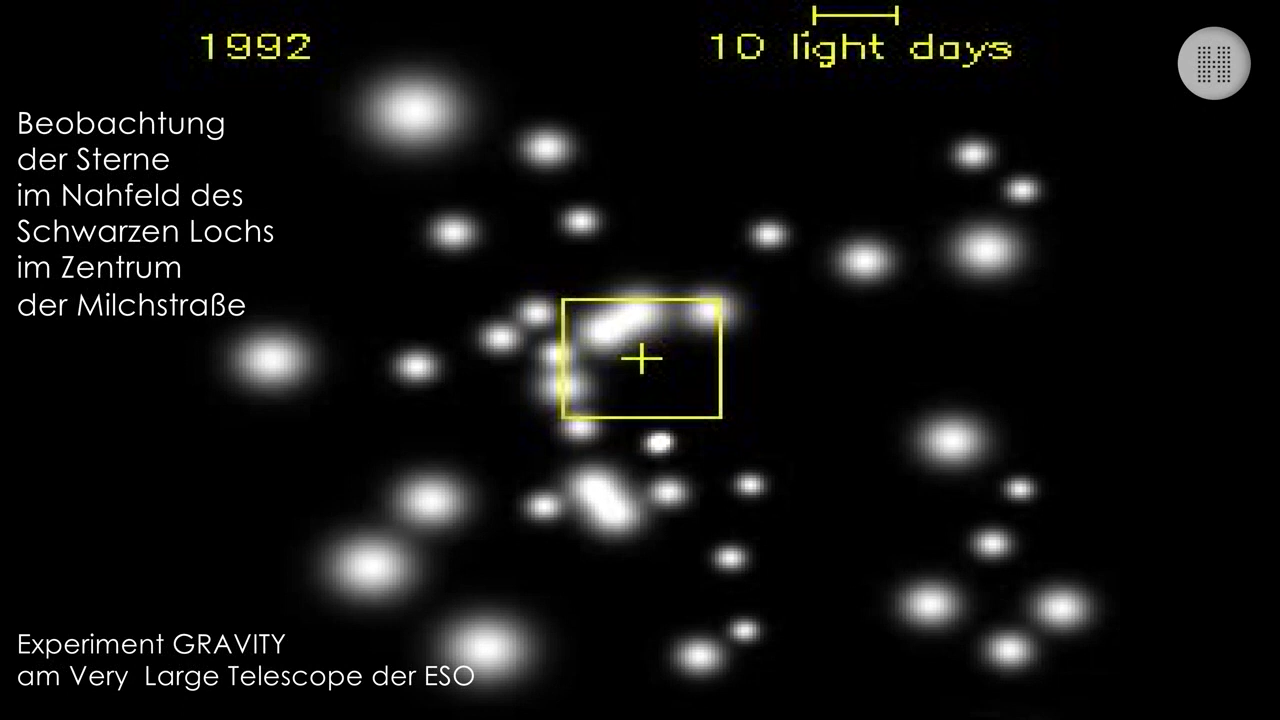 1992
10 light days
H
Beobachtung
der Sterne
im Nahfeld des
Schwarzen Lochs
im Zentrum
der Milchstraße
Experiment GRAVITY
am Very Large Telescope der ESO